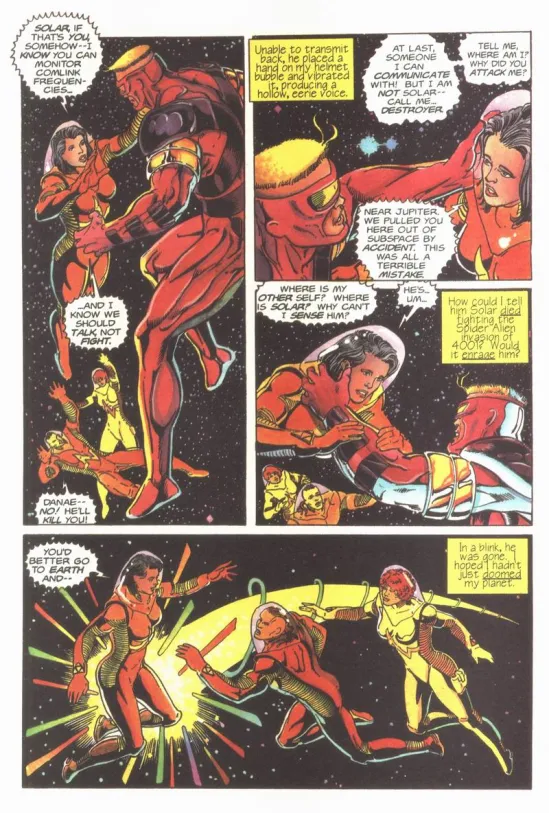 SOLAR, IF
THAT'S YOU,
SOMEHOW--I
KNOW YOU CAN
MONITOR
COMLINK
FREQUEN-
CIES...
...AND I
KNOW WE
SHOULD
TALK, NOT
FIGHT.
DANAE--
NO! HE'LL
KILL YOU!
Unable to transmit
back, he placed a
hand on my helmet
bubble and vibrated
it, producing a
hollow, eerie voice.
AT LAST,
SOMEONE
I CAN
COMMUNICATE
WITH! BUT I AM
NOT SOLAR--
CALL ME...
DESTROYER.
TELL ME,
WHERE AM I?
WHY DID YOU
ATTACK ME?
NEAR JUPITER.
WE PULLED YOU
HERE OUT OF
SUBSPACE BY
ACCIDENT. THIS
WAS ALL A
TERRIBLE
MISTAKE.
WHERE IS MY
OTHER SELF? WHERE
IS SOLAR? WHY CAN'T
I SENSE HIM?
HE'S...
UM...
How could I tell
him Solar died
fighting the
Spider Alien
invasion of
4001? Would
it enrage him?
YOU'D
BETTER GO
TO EARTH
AND--
In a blink, he
was gone. I
hoped I hadn't
just doomed
my planet.